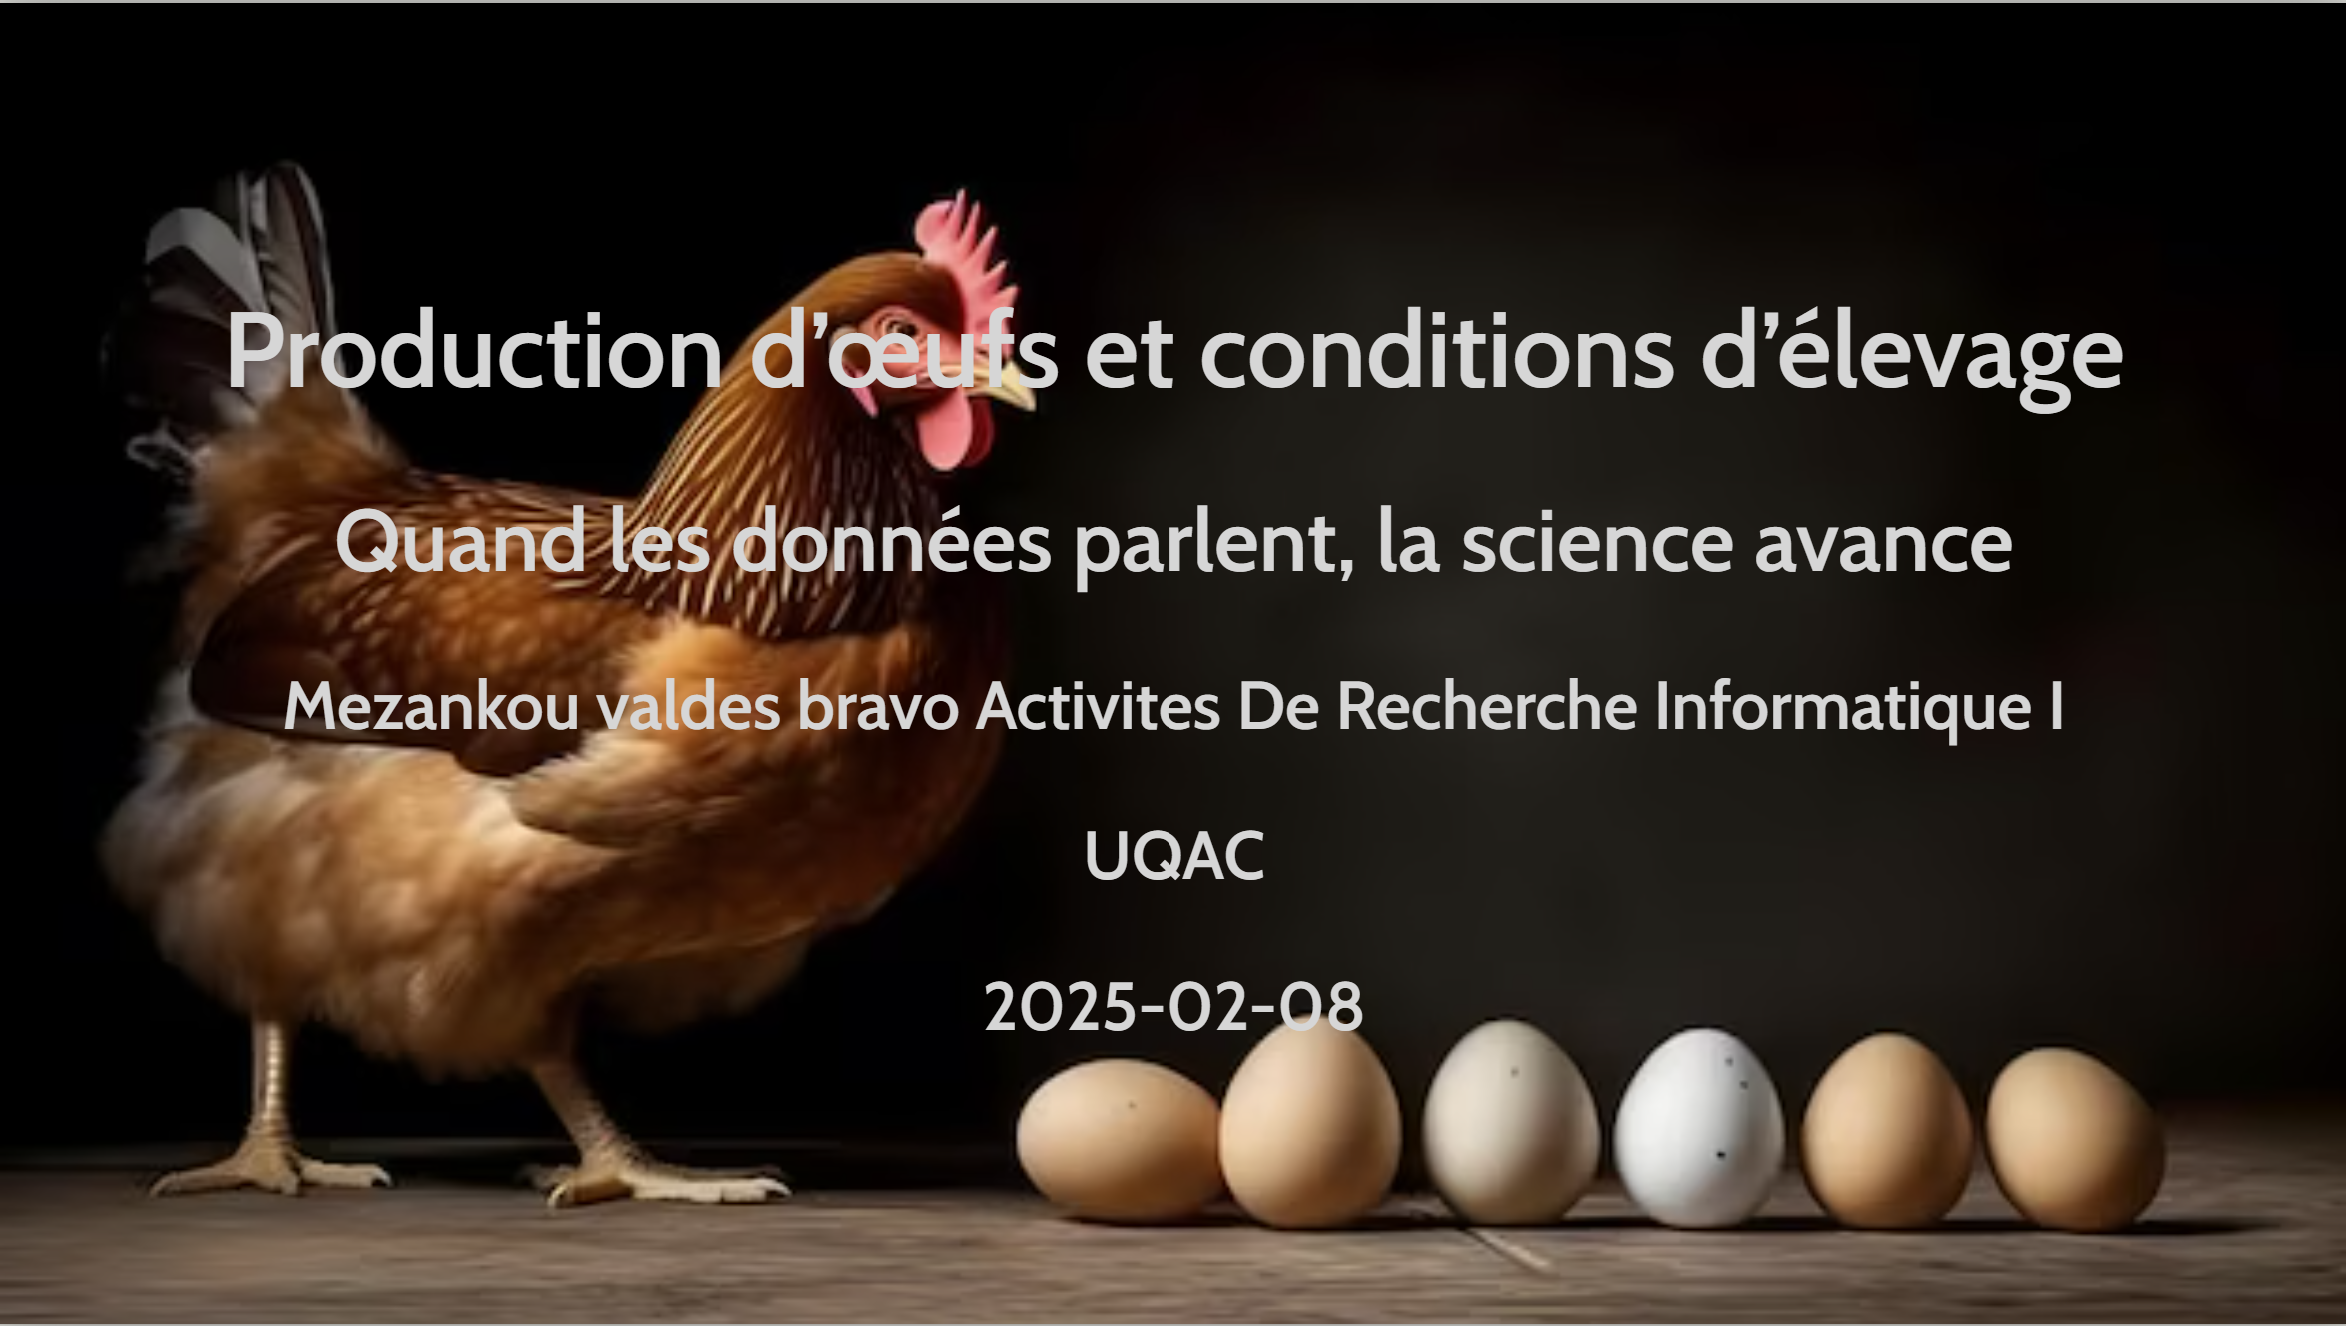 Production d’œufs et conditions d’élevage
Quand les données parlent, la science avance
Mezankou valdes bravo Activites De Recherche Informatique I
UQAC
2025-02-08